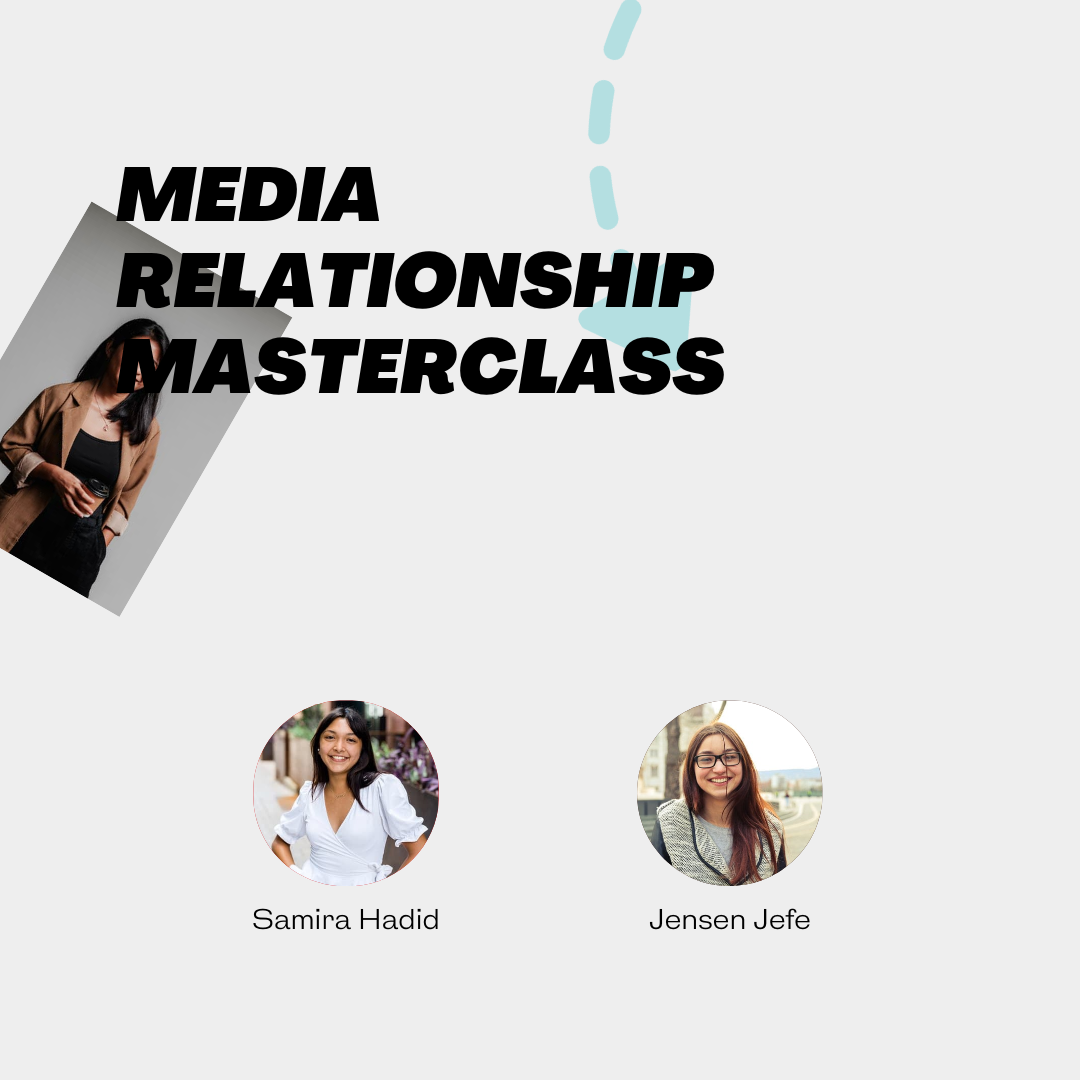 MEDIA
RELATIONSHIP
MASTERCLASS
Samira Hadid
Jensen Jefe